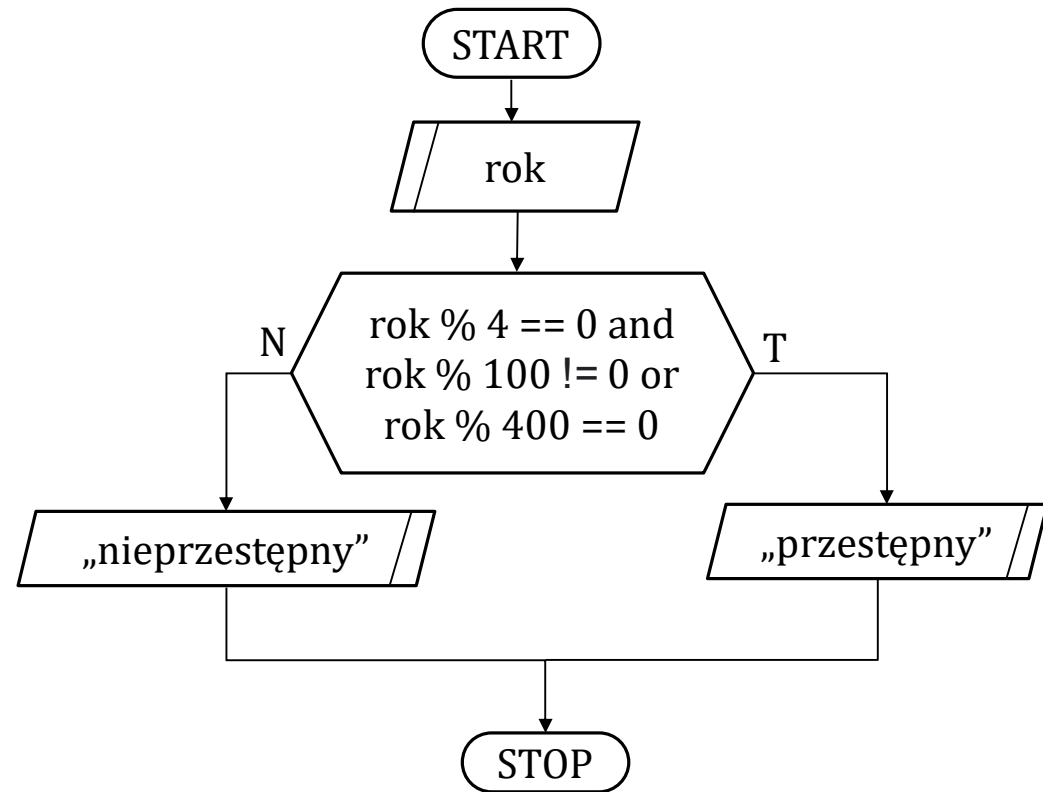 START
rok
rok % 4 == 0 and
rok % 100 != 0 or
rok % 400 == 0
N
T
„nieprzestępny”
„przestępny”
STOP